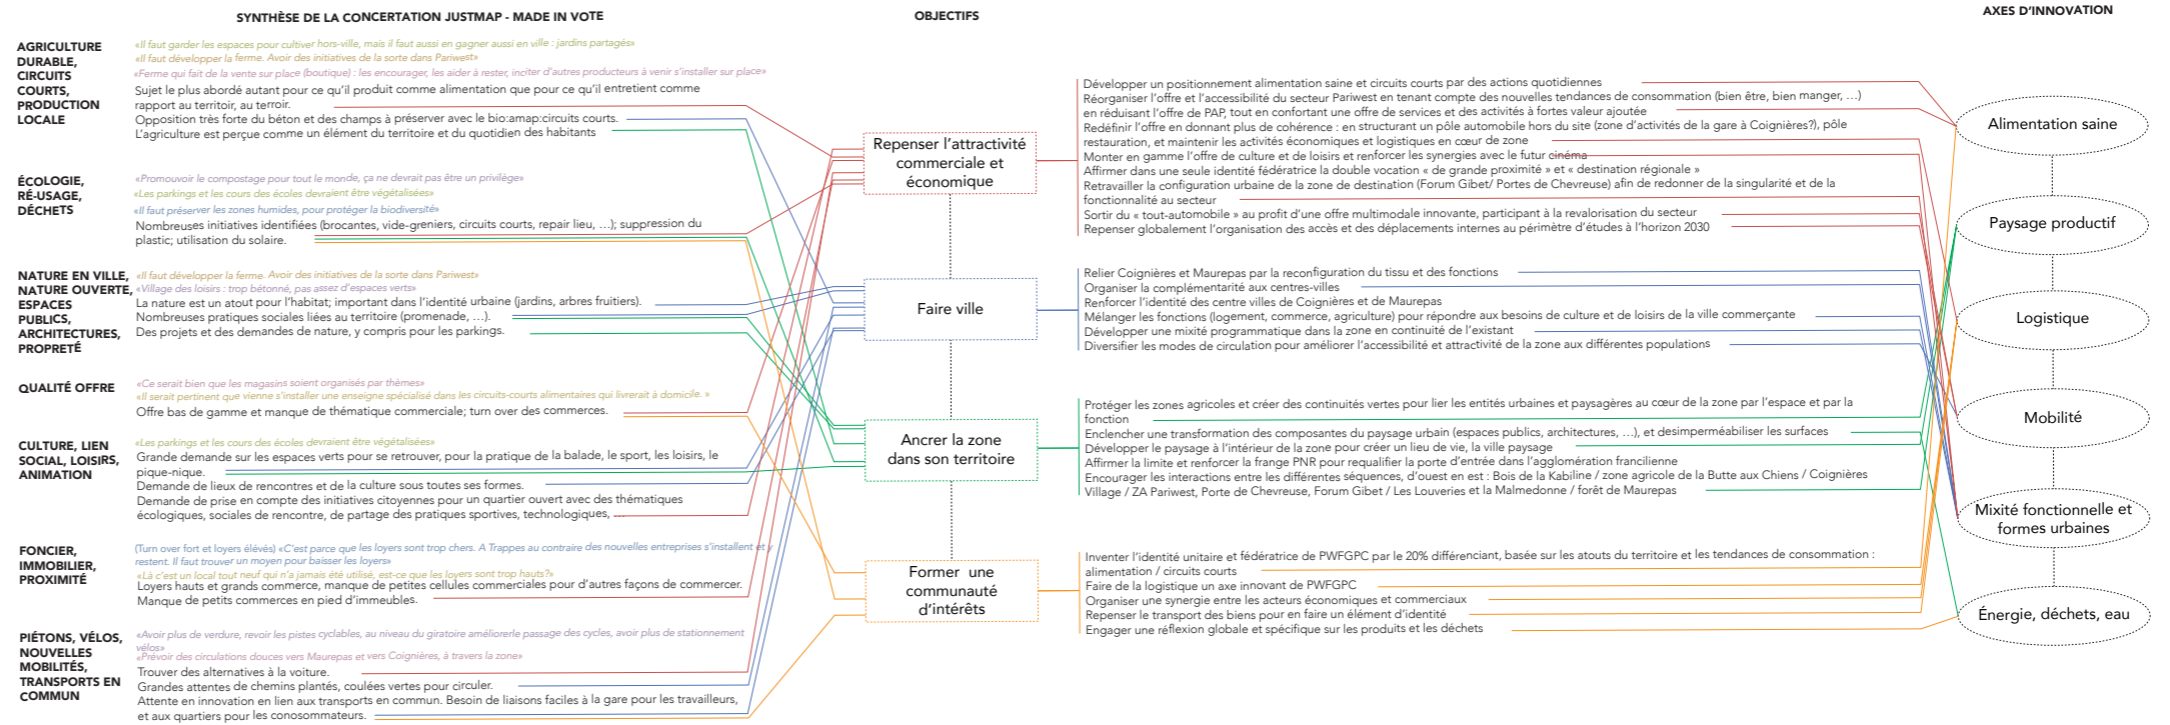 SYNTHÈSE DE LA CONCERTATION JUSTMAP - MADE IN VOTE
AGRICULTURE
DURABLE,
CIRCUITS
COURTS,
PRODUCTION
LOCALE
«Il faut garder les espaces pour cultiver hors-ville, mais il faut aussi en gagner aussi en ville : jardins partagés»
«Il faut développer la ferme. Avoir des initiatives de la sorte dans Pariwest»
«Ferme qui fait de la vente sur place (boutique) : les encourager, les aider à rester, inciter d'autres producteurs à venir s'installer sur place»
Sujet le plus abordé autant pour ce qu'il produit comme alimentation que pour ce qu'il entretient comme
rapport au territoir, au terroir.
Opposition très forte du béton et des champs à préserver avec le bio:amap:circuits courts.
L'agriculture est perçue comme un élément du territoire et du quotidien des habitants
ÉCOLOGIE,
RÉ-USAGE,
DÉCHETS
«Promouvoir le compostage pour tout le monde, ça ne devrait pas être un privilège»
«Les parkings et les cours des écoles devraient être végétalisées»
«Il faut préserver les zones humides, pour protéger la biodiversité»
Nombreuses initiatives identifiées (brocantes, vide-greniers, circuits courts, repair lieu, …); suppression du
plastic; utilisation du solaire.
NATURE EN VILLE,
NATURE OUVERTE,
ESPACES
PUBLICS,
ARCHITECTURES,
PROPRETÉ
«Il faut développer la ferme. Avoir des initiatives de la sorte dans Pariwest»
«Village des loisirs : trop bétonné, pas assez d'espaces verts»
La nature est un atout pour l'habitat; important dans l'identité urbaine (jardins, arbres fruitiers).
Nombreuses pratiques sociales liées au territoire (promenade, …).
Des projets et des demandes de nature, y compris pour les parkings.
QUALITÉ OFFRE
«Ce serait bien que les magasins soient organisés par thèmes»
«Il serait pertinent que vienne s'installer une enseigne spécialisé dans les circuits-courts alimentaires qui livrerait à domicile. »
Offre bas de gamme et manque de thématique commerciale; turn over des commerces.
CULTURE, LIEN
SOCIAL, LOISIRS,
ANIMATION
«Les parkings et les cours des écoles devraient être végétalisées»
Grande demande sur les espaces verts pour se retrouver, pour la pratique de la balade, le sport, les loisirs, le
pique-nique.
Demande de lieux de rencontres et de la culture sous toutes ses formes.
Demande de prise en compte des initiatives citoyennes pour un quartier ouvert avec des thématiques
écologiques, sociales de rencontre, de partage des pratiques sportives, technologiques, …
FONCIER,
IMMOBILIER,
PROXIMITÉ
(Turn over fort et loyers élévés) «C'est parce que les loyers sont trop chers. A Trappes au contraire des nouvelles entreprises s'installent et y
restent. Il faut trouver un moyen pour baisser les loyers»
«Là c'est un local tout neuf qui n'a jamais été utilisé, est-ce que les loyers sont trop hauts?»
Loyers hauts et grands commerce, manque de petites cellules commerciales pour d'autres façons de commercer.
Manque de petits commerces en pied d'immeubles.
PIÉTONS, VÉLOS,
NOUVELLES
MOBILITÉS,
TRANSPORTS EN
COMMUN
«Avoir plus de verdure, revoir les pistes cyclables, au niveau du giratoire améliorerle passage des cycles, avoir plus de stationnement
vélos»
«Prévoir des circulations douces vers Maurepas et vers Coignières, à travers la zone»
Trouver des alternatives à la voiture.
Grandes attentes de chemins plantés, coulées vertes pour circuler.
Attente en innovation en lien aux transports en commun. Besoin de liaisons faciles à la gare pour les travailleurs,
et aux quartiers pour les conosommateurs.
OBJECTIFS
Repenser l'attractivité
commerciale et
économique
Faire ville
Ancrer la zone
dans son territoire
Former une
communauté
d'intérêts
Développer un positionnement alimentation saine et circuits courts par des actions quotidiennes
Réorganiser l'offre et l'accessibilité du secteur Pariwest en tenant compte des nouvelles tendances de consommation (bien être, bien manger, …)
en réduisant l'offre de PAP, tout en confortant une offre de services et des activités à fortes valeur ajoutée
Redéfinir l'offre en donnant plus de cohérence : en structurant un pôle automobile hors du site (zone d'activités de la gare à Coignières?), pôle
restauration, et maintenir les activités économiques et logistiques en cœur de zone
Monter en gamme l'offre de culture et de loisirs et renforcer les synergies avec le futur cinéma
Affirmer dans une seule identité fédératrice la double vocation « de grande proximité » et « destination régionale »
Retravailler la configuration urbaine de la zone de destination (Forum Gibet/ Portes de Chevreuse) afin de redonner de la singularité et de la
fonctionnalité au secteur
Sortir du « tout-automobile » au profit d'une offre multimodale innovante, participant à la revalorisation du secteur
Repenser globalement l'organisation des accès et des déplacements internes au périmètre d'études à l'horizon 2030
Relier Coignières et Maurepas par la reconfiguration du tissu et des fonctions
Organiser la complémentarité aux centres-villes
Renforcer l'identité des centre villes de Coignières et de Maurepas
Mélanger les fonctions (logement, commerce, agriculture) pour répondre aux besoins de culture et de loisirs de la ville commerçante
Développer une mixité programmatique dans la zone en continuité de l'existant
Diversifier les modes de circulation pour améliorer l'accessibilité et attractivité de la zone aux différentes populations
Protéger les zones agricoles et créer des continuités vertes pour lier les entités urbaines et paysagères au cœur de la zone par l'espace et par la
fonction
Enclencher une transformation des composantes du paysage urbain (espaces publics, architectures, …), et desimperméabiliser les surfaces
Développer le paysage à l'intérieur de la zone pour créer un lieu de vie, la ville paysage
Affirmer la limite et renforcer la frange PNR pour requalifier la porte d'entrée dans l'agglomération francilienne
Encourager les interactions entre les différentes séquences, d'ouest en est : Bois de la Kabiline / zone agricole de la Butte aux Chiens / Coignières
Village / ZA Pariwest, Porte de Chevreuse, Forum Gibet / Les Louveries et la Malmedonne / forêt de Maurepas
Inventer l'identité unitaire et fédératrice de PWFGPC par le 20% différenciant, basée sur les atouts du territoire et les tendances de consommation :
alimentation / circuits courts
Faire de la logistique un axe innovant de PWFGPC
Organiser une synergie entre les acteurs économiques et commerciaux
Repenser le transport des biens pour en faire un élément d'identité
Engager une réflexion globale et spécifique sur les produits et les déchets
AXES D'INNOVATION
Alimentation saine
Paysage productif
Logistique
Mobilité
Mixité fonctionnelle et
formes urbaines
Énergie, déchets, eau